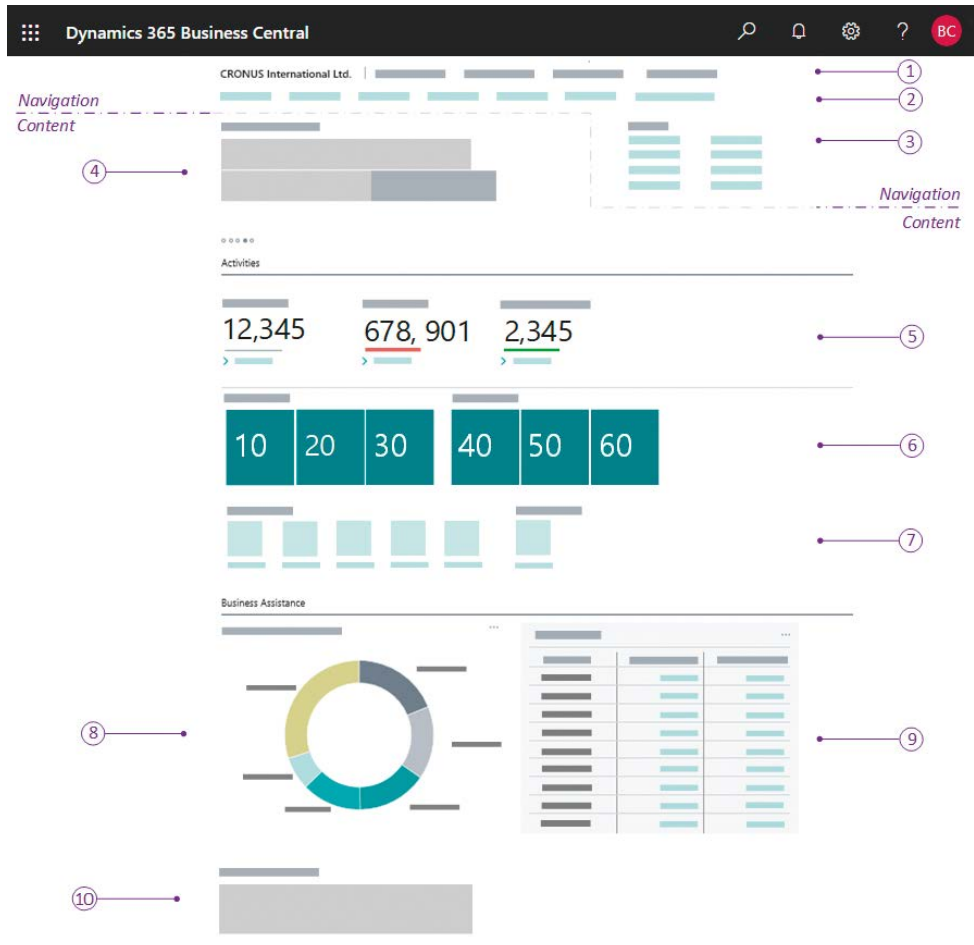 Dynamics 365 Business Central
?
BC
CRONUS International Ltd.
1
2
Navigation
Content
3
4
Navigation
Content
Activities
12,345
678, 901
2,345
5
10
20
30
40
50
60
6
7
Business Assistance
...
...
8
9
10